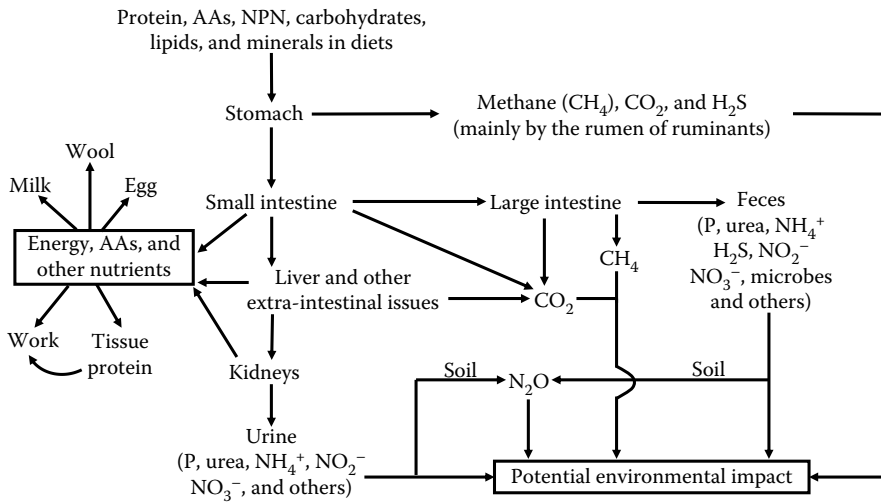 Protein, AAs, NPN, carbohydrates,
lipids, and minerals in diets
Stomach
Methane (CH₄), CO₂, and H₂S
(mainly by the rumen of ruminants)
Wool
Milk
Egg
Small intestine
Large intestine
Feces
(P, urea, NH₄⁺
H₂S, NO₂⁻
NO₃⁻, microbes
and others)
Energy, AAs, and
other nutrients
CH₄
Liver and other
extra-intestinal issues
CO₂
Work
Tissue
protein
Kidneys
Soil
N₂O
Soil
Urine
(P, urea, NH₄⁺, NO₂⁻
NO₃⁻, and others)
Potential environmental impact